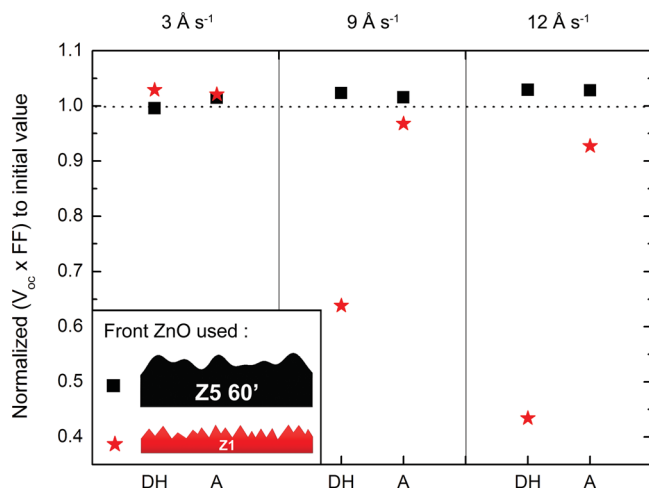 3 Å s⁻¹ 9 Å s⁻¹ 12 Å s⁻¹
Normalized (Voc x FF) to initial value
1.1
1.0
0.9
0.8
0.7
0.6
0.5
0.4
Front ZnO used :
Z5 60'
Z1
DH A DH A DH A